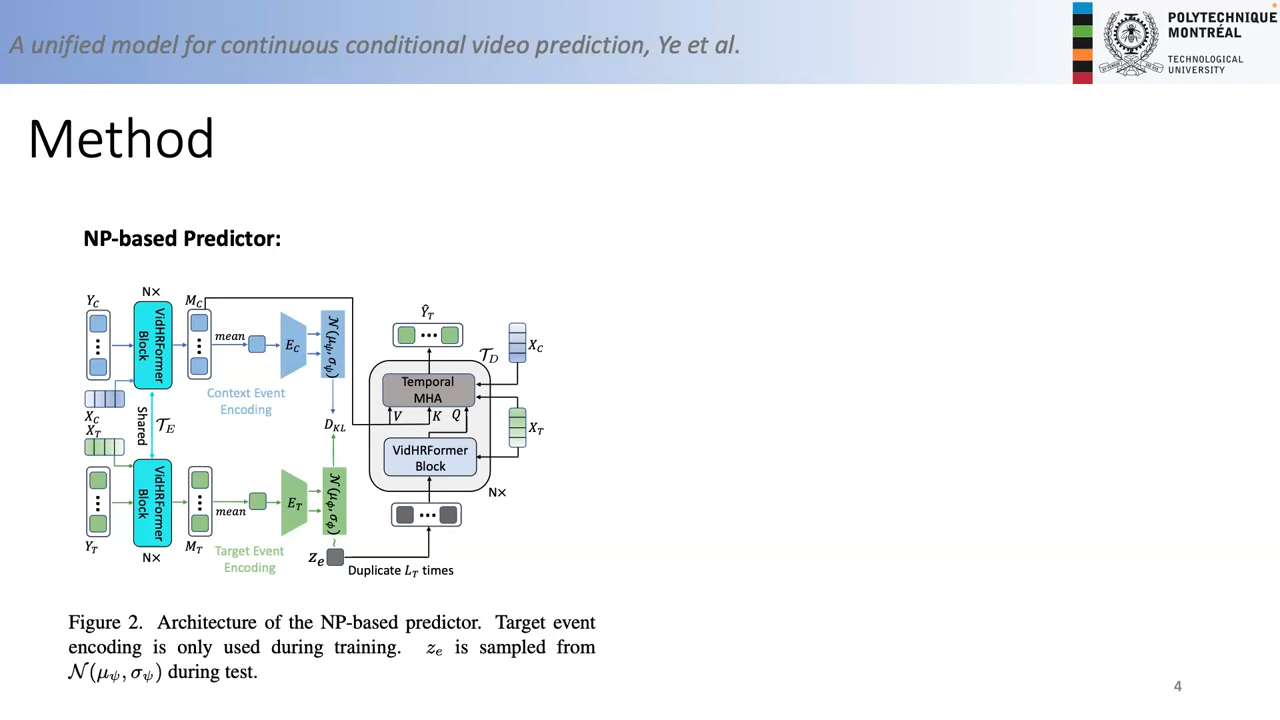 A unified model for continuous conditional video prediction, Ye et al.
POLYTECHNIQUE
MONTRÉAL
TECHNOLOGICAL
UNIVERSITY
Method
NP-based Predictor:
N×
Y_C
VidHRFormer
Block
M_C
mean
E_C
𝒩(μ_ψ, σ_ψ)
X_C
Context Event
Encoding
Shared
𝒯_E
D_KL
X_T
Y_T
VidHRFormer
Block
N×
M_T
mean
E_T
𝒩(μ_ϕ, σ_ϕ)
Target Event
Encoding
~
z_e
Duplicate L_T times
Ŷ_T
𝒯_D
X_C
Temporal
MHA
V
K
Q
X_T
VidHRFormer
Block
N×
Figure 2. Architecture of the NP-based predictor. Target event
encoding is only used during training. z_e is sampled from
𝒩(μ_ψ, σ_ψ) during test.
4